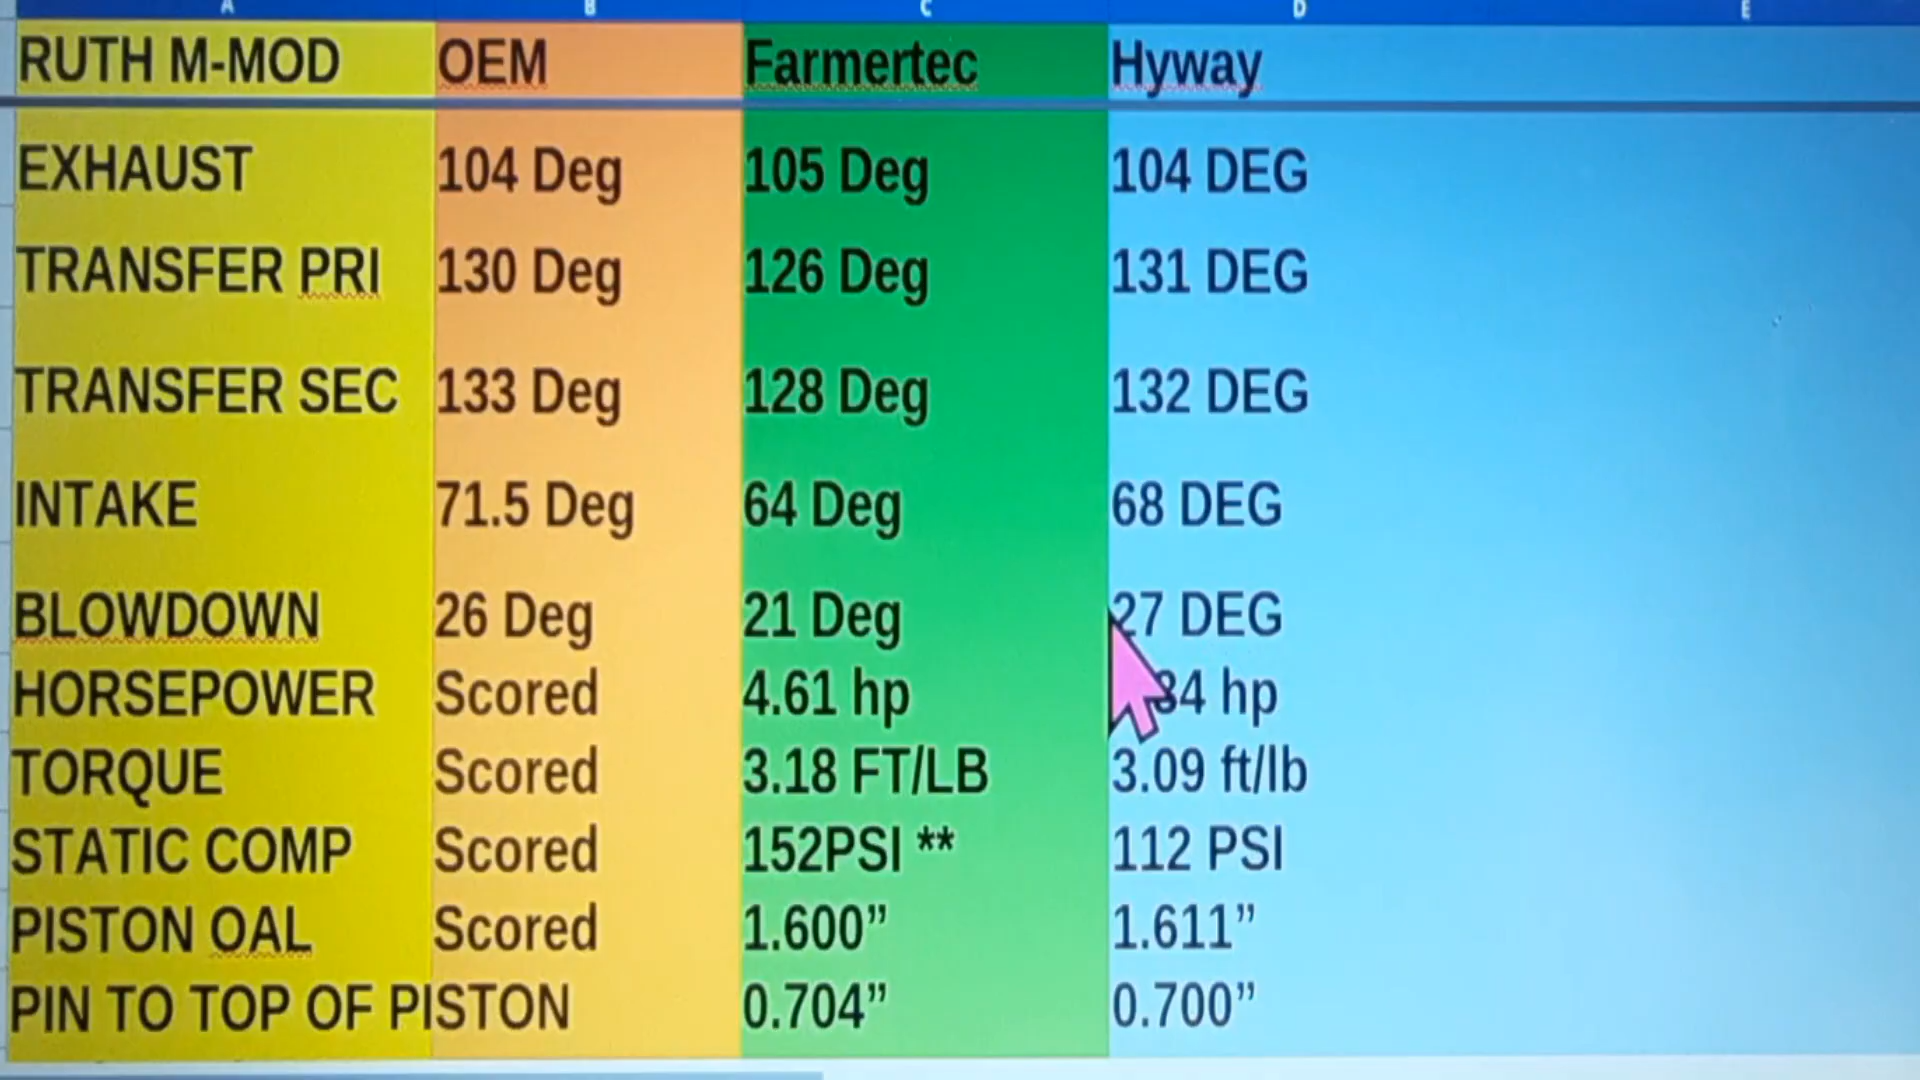 A B C D E
RUTH M-MOD OEM Farmertec Hyway
EXHAUST 104 Deg 105 Deg 104 DEG
TRANSFER PRI 130 Deg 126 Deg 131 DEG
TRANSFER SEC 133 Deg 128 Deg 132 DEG
INTAKE 71.5 Deg 64 Deg 68 DEG
BLOWDOWN 26 Deg 21 Deg 27 DEG
HORSEPOWER Scored 4.61 hp hp
TORQUE Scored 3.18 FT/LB 3.09 ft/lb
STATIC COMP Scored 152PSI ** 112 PSI
PISTON OAL Scored 1.600” 1.611”
PIN TO TOP OF PISTON 0.704” 0.700”